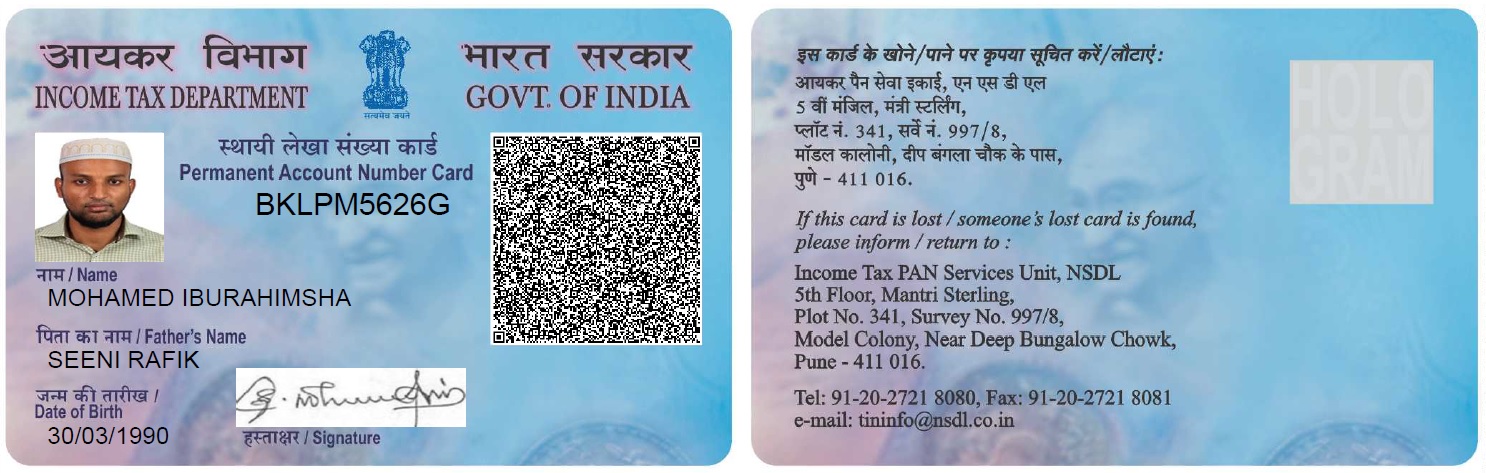 आयकर विभाग
INCOME TAX DEPARTMENT
सत्यमेव जयते
भारत सरकार
GOVT. OF INDIA
स्थायी लेखा संख्या कार्ड
Permanent Account Number Card
BKLPM5626G
नाम / Name
MOHAMED IBURAHIMSHA
पिता का नाम / Father's Name
SEENI RAFIK
जन्म की तारीख /
Date of Birth
30/03/1990
हस्ताक्षर / Signature
इस कार्ड के खोने/पाने पर कृपया सूचित करें/लौटाएं:
आयकर पैन सेवा इकाई, एन एस डी एल
5 वीं मंजिल, मंत्री स्टर्लिंग,
प्लॉट नं. 341, सर्वे नं. 997/8,
मॉडल कालोनी, दीप बंगला चौक के पास,
पुणे - 411 016.
If this card is lost / someone's lost card is found,
please inform / return to :
Income Tax PAN Services Unit, NSDL
5th Floor, Mantri Sterling,
Plot No. 341, Survey No. 997/8,
Model Colony, Near Deep Bungalow Chowk,
Pune - 411 016.
Tel: 91-20-2721 8080, Fax: 91-20-2721 8081
e-mail: tininfo@nsdl.co.in
HOLO
GRAM